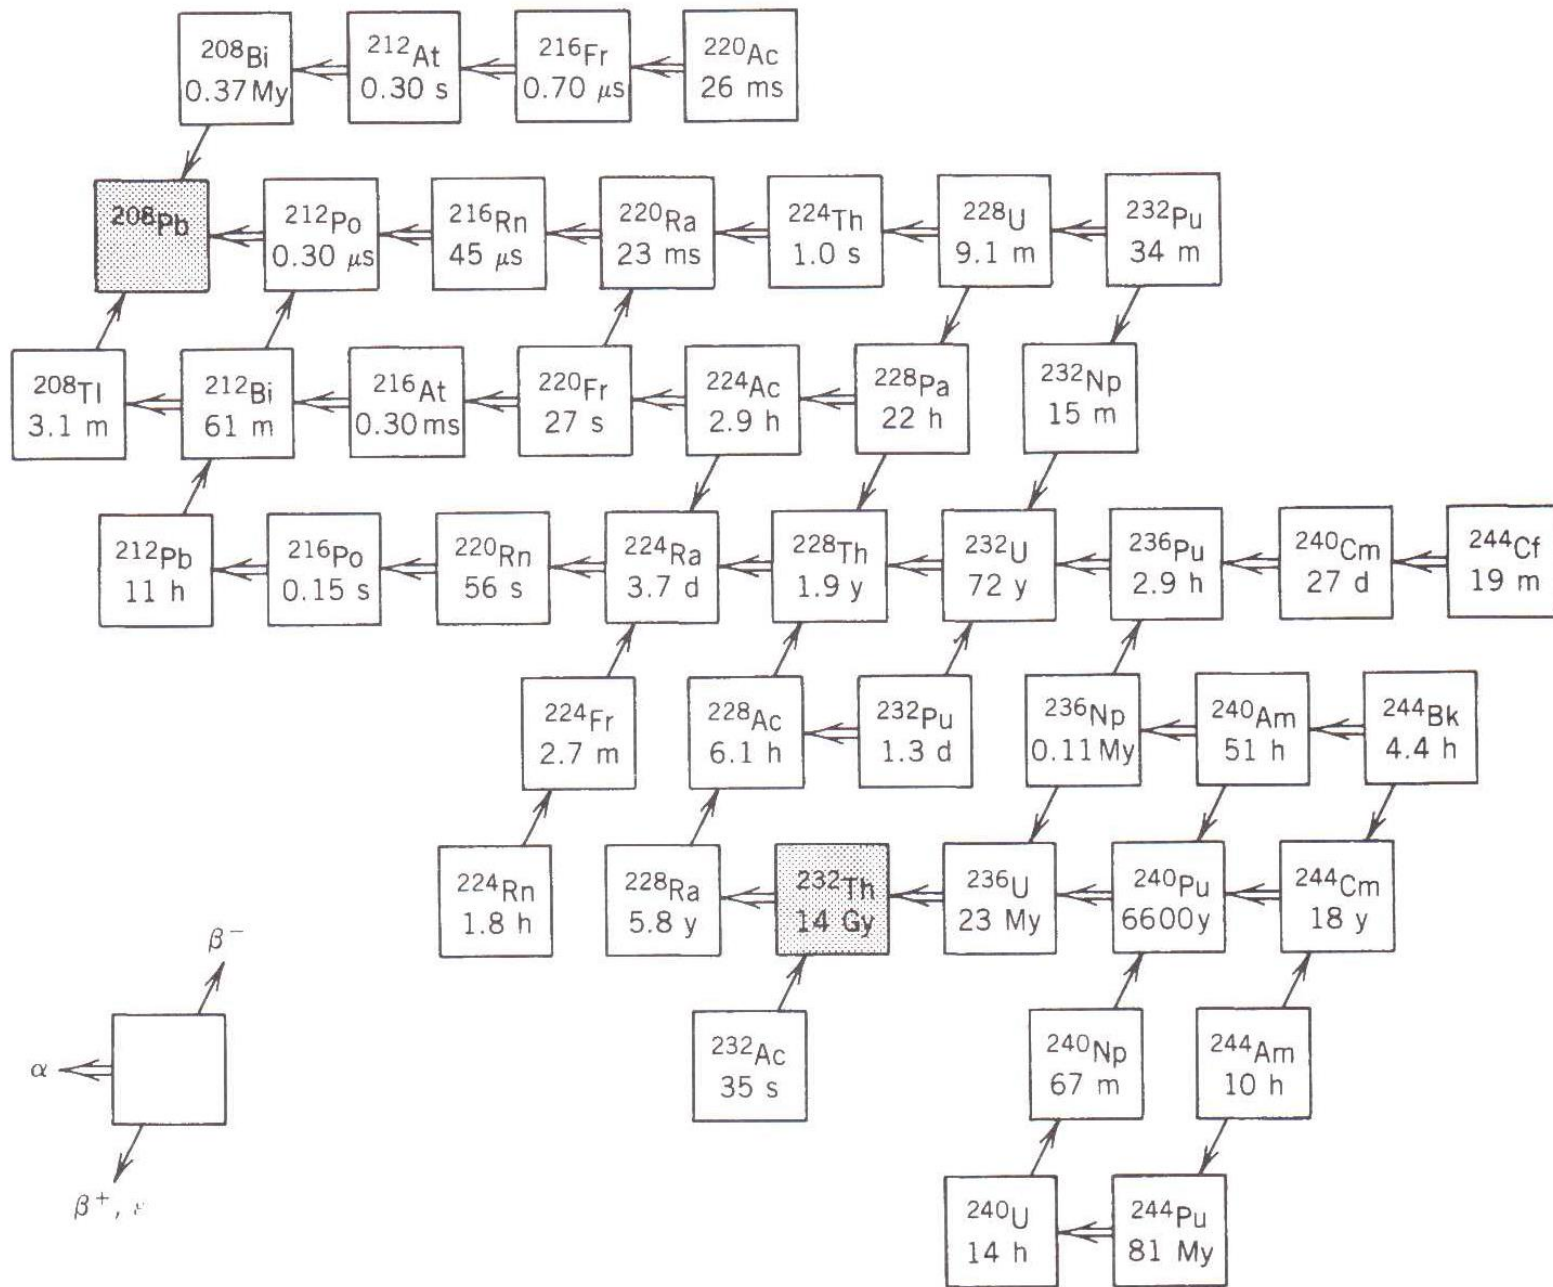 ²⁰⁸Bi
0.37 My
²¹²At
0.30 s
²¹⁶Fr
0.70 μs
²²⁰Ac
26 ms
²⁰⁸Pb
²¹²Po
0.30 μs
²¹⁶Rn
45 μs
²²⁰Ra
23 ms
²²⁴Th
1.0 s
²²⁸U
9.1 m
²³²Pu
34 m
²⁰⁸Tl
3.1 m
²¹²Bi
61 m
²¹⁶At
0.30 ms
²²⁰Fr
27 s
²²⁴Ac
2.9 h
²²⁸Pa
22 h
²³²Np
15 m
²¹²Pb
11 h
²¹⁶Po
0.15 s
²²⁰Rn
56 s
²²⁴Ra
3.7 d
²²⁸Th
1.9 y
²³²U
72 y
²³⁶Pu
2.9 h
²⁴⁰Cm
27 d
²⁴⁴Cf
19 m
²²⁴Fr
2.7 m
²²⁸Ac
6.1 h
²³²Pu
1.3 d
²³⁶Np
0.11 My
²⁴⁰Am
51 h
²⁴⁴Bk
4.4 h
²²⁴Rn
1.8 h
²²⁸Ra
5.8 y
²³²Th
14 Gy
²³⁶U
23 My
²⁴⁰Pu
6600 y
²⁴⁴Cm
18 y
²³²Ac
35 s
²⁴⁰Np
67 m
²⁴⁴Am
10 h
²⁴⁰U
14 h
²⁴⁴Pu
81 My
β⁻
α
β⁺,